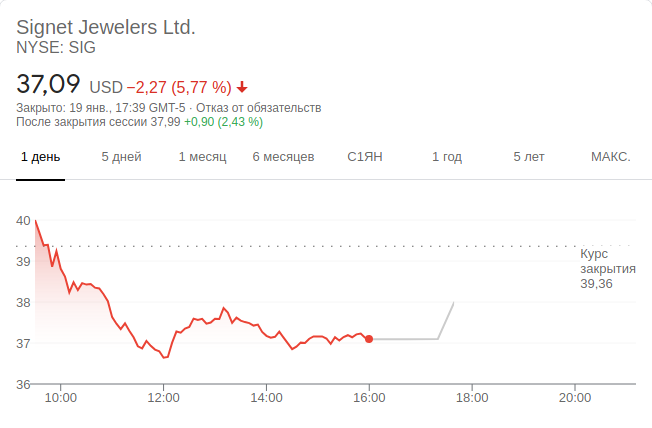 Signet Jewelers Ltd.
NYSE: SIG
37,09 USD −2,27 (5,77 %)
Закрыто: 19 янв., 17:39 GMT-5 · Отказ от обязательств
После закрытия сессии 37,99 +0,90 (2,43 %)
1 день 5 дней 1 месяц 6 месяцев С1ЯН 1 год 5 лет МАКС.
40
39
38
37
36
Курс
закрытия
39,36
10:00 12:00 14:00 16:00 18:00 20:00